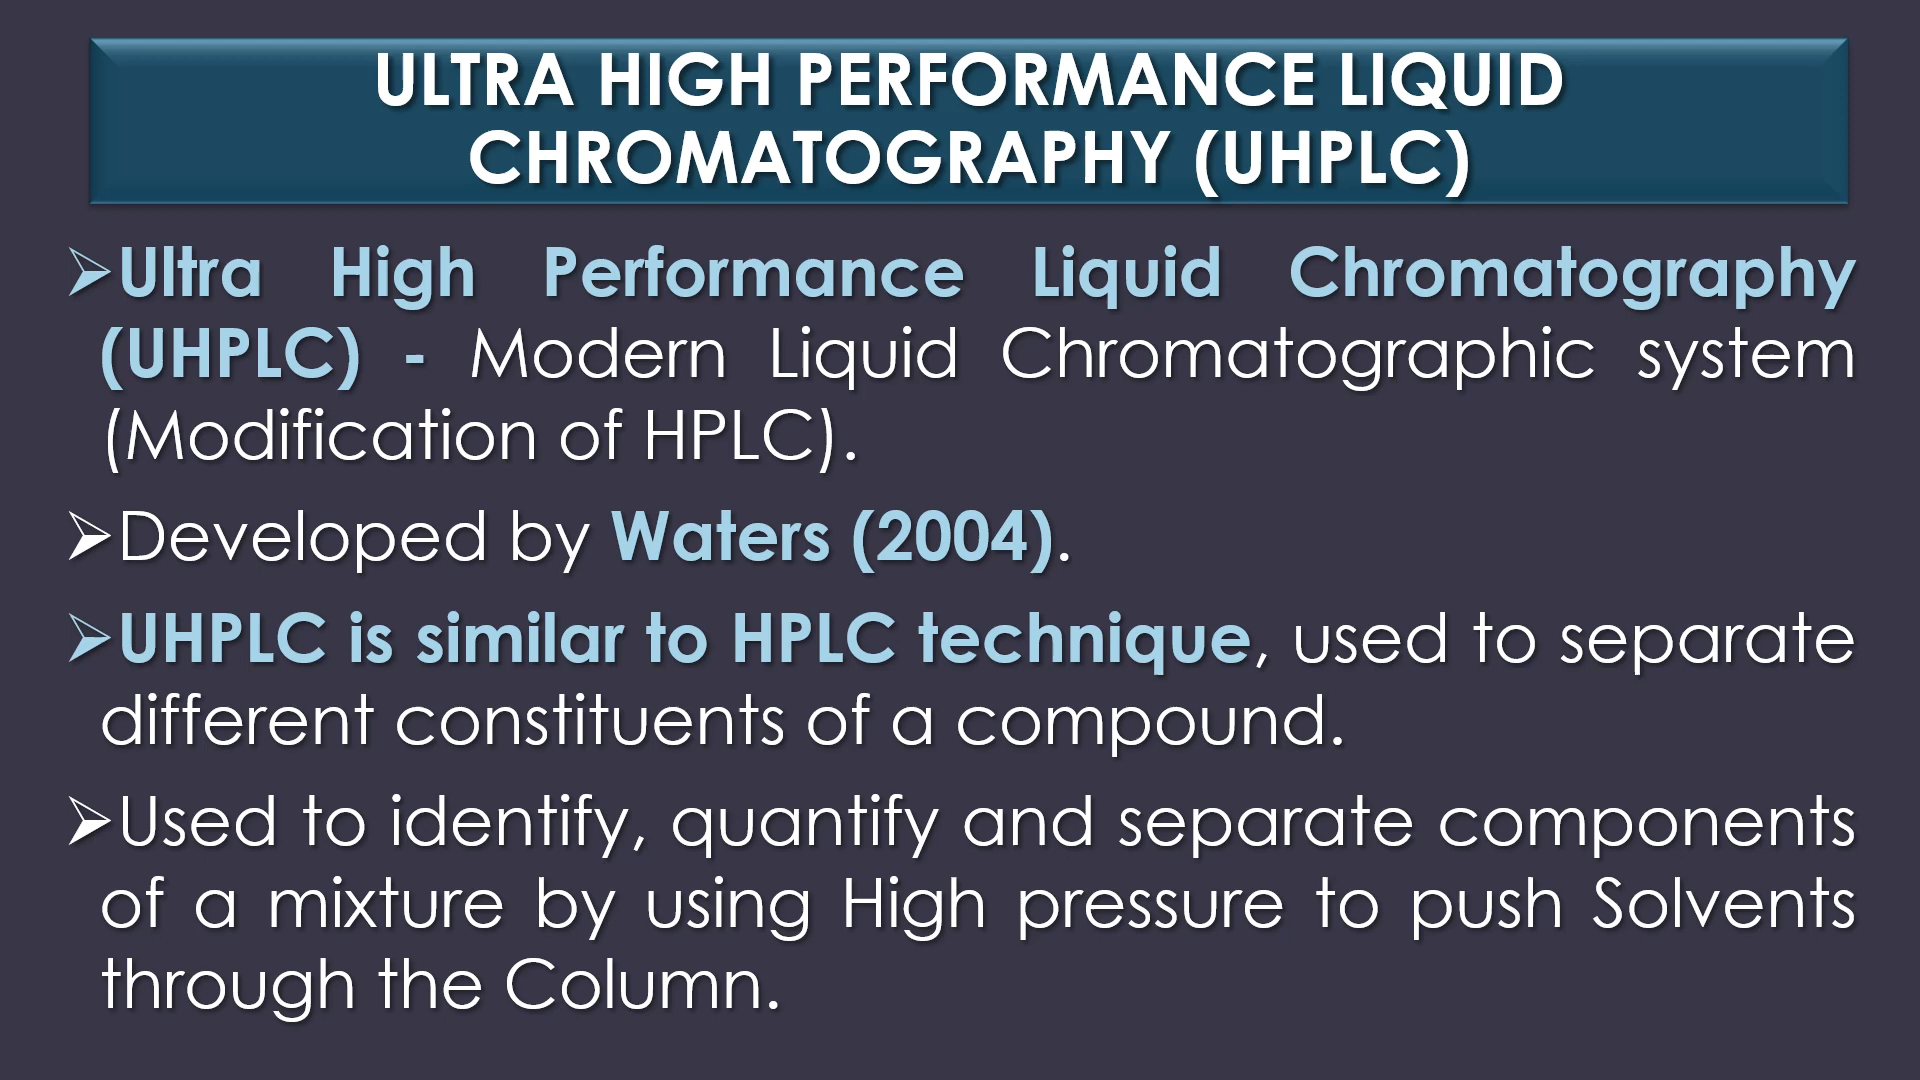 ULTRA HIGH PERFORMANCE LIQUID
CHROMATOGRAPHY (UHPLC)
➢Ultra High Performance Liquid Chromatography
(UHPLC) - Modern Liquid Chromatographic system
(Modification of HPLC).
➢Developed by Waters (2004).
➢UHPLC is similar to HPLC technique, used to separate
different constituents of a compound.
➢Used to identify, quantify and separate components
of a mixture by using High pressure to push Solvents
through the Column.